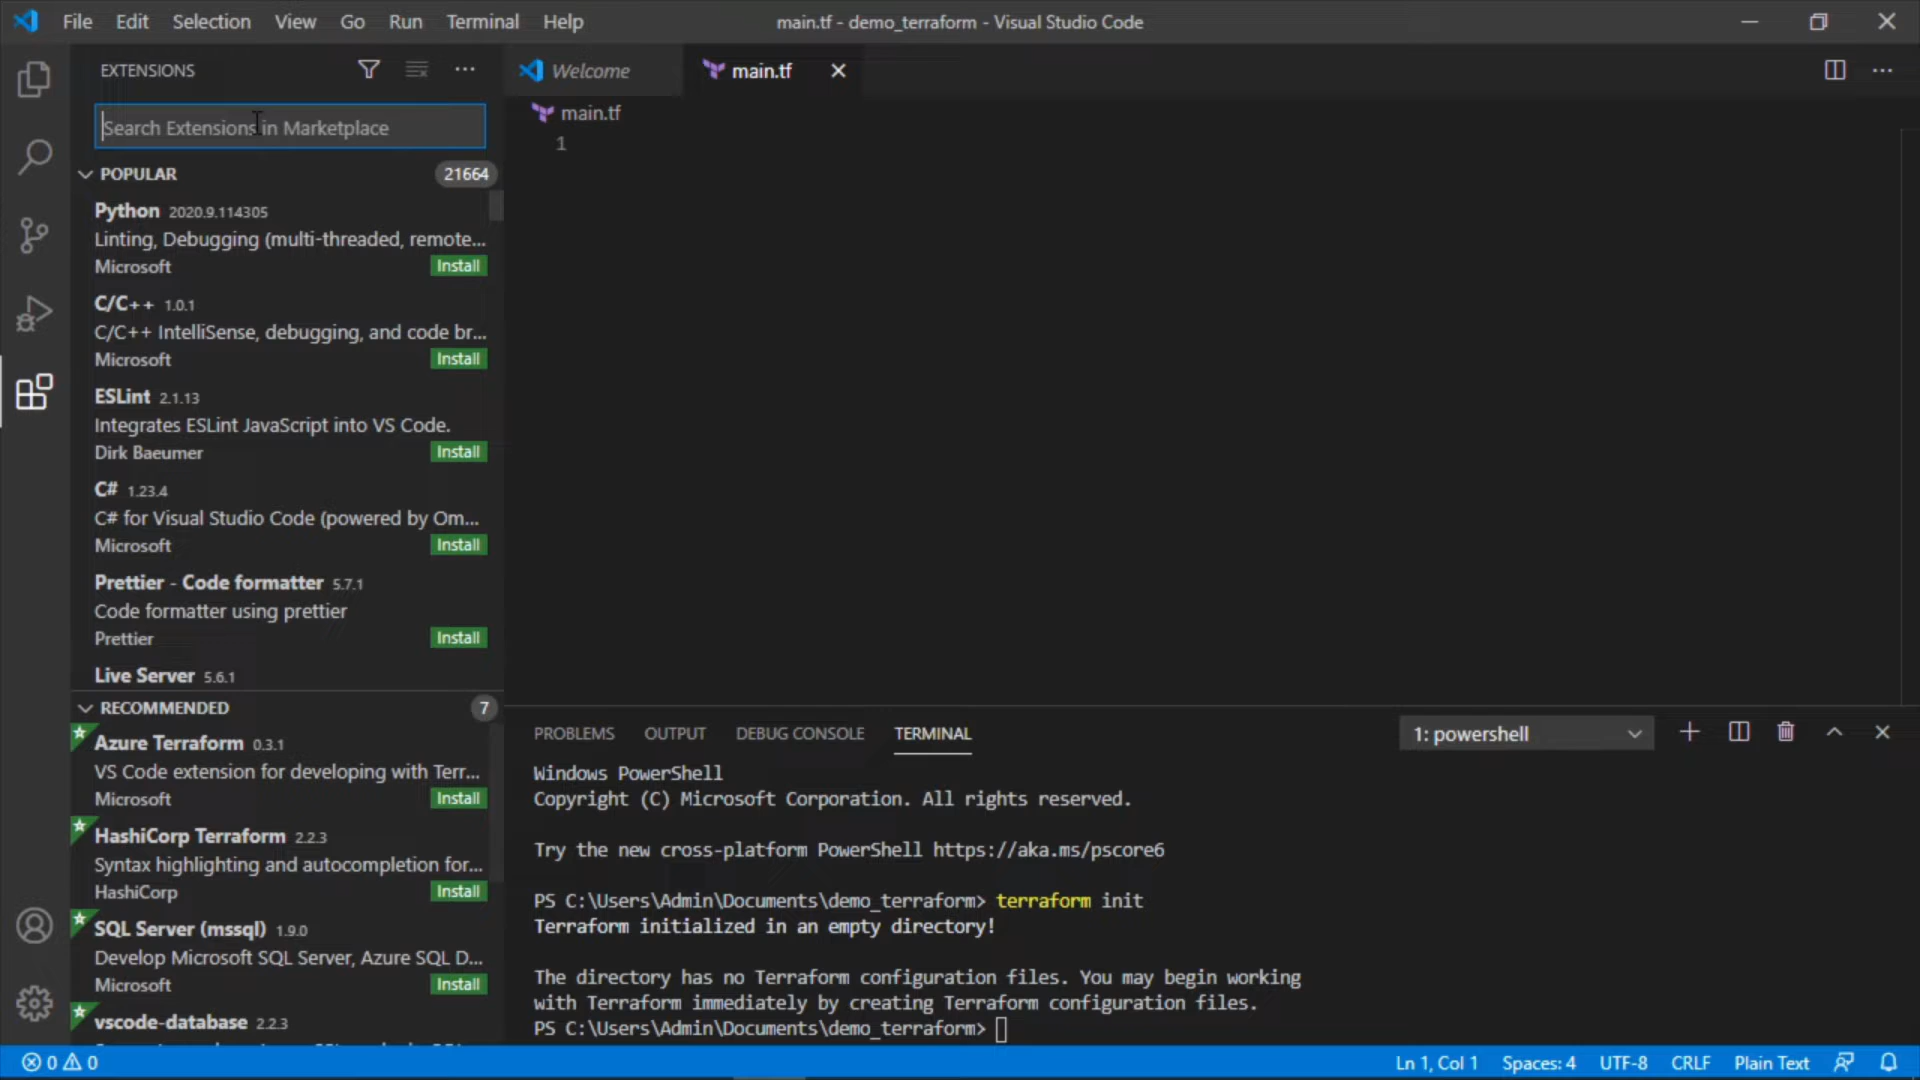 File Edit Selection View Go Run Terminal Help
main.tf - demo_terraform - Visual Studio Code
EXTENSIONS
Search Extensions in Marketplace
POPULAR 21664
Python 2020.9.114305
Linting, Debugging (multi-threaded, remote...
Microsoft Install
C/C++ 1.0.1
C/C++ IntelliSense, debugging, and code br...
Microsoft Install
ESLint 2.1.13
Integrates ESLint JavaScript into VS Code.
Dirk Baeumer Install
C# 1.23.4
C# for Visual Studio Code (powered by Om...
Microsoft Install
Prettier - Code formatter 5.7.1
Code formatter using prettier
Prettier Install
Live Server 5.6.1
RECOMMENDED 7
Azure Terraform 0.3.1
VS Code extension for developing with Terr...
Microsoft Install
HashiCorp Terraform 2.2.3
Syntax highlighting and autocompletion for...
HashiCorp Install
SQL Server (mssql) 1.9.0
Develop Microsoft SQL Server, Azure SQL D...
Microsoft Install
vscode-database 2.2.3
Welcome main.tf
main.tf
1
PROBLEMS OUTPUT DEBUG CONSOLE TERMINAL 1: powershell
Windows PowerShell
Copyright (C) Microsoft Corporation. All rights reserved.
Try the new cross-platform PowerShell https://aka.ms/pscore6
PS C:\Users\Admin\Documents\demo_terraform> terraform init
Terraform initialized in an empty directory!
The directory has no Terraform configuration files. You may begin working
with Terraform immediately by creating Terraform configuration files.
PS C:\Users\Admin\Documents\demo_terraform>
0 0 Ln 1, Col 1 Spaces: 4 UTF-8 CRLF Plain Text